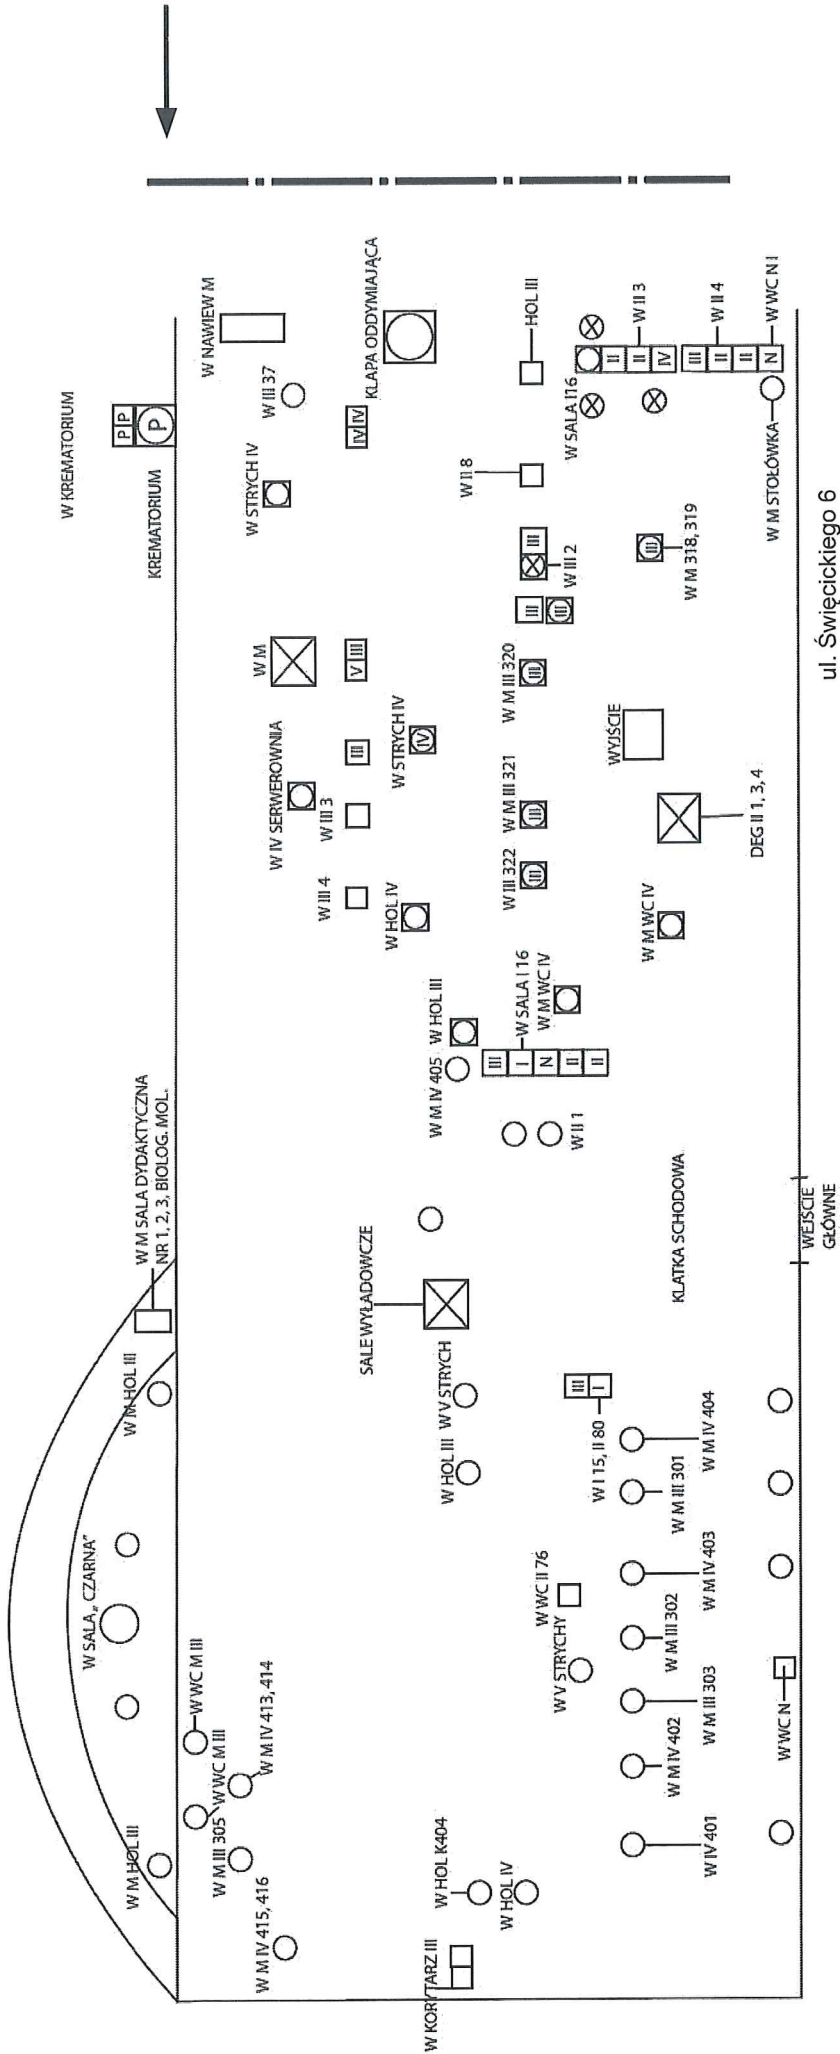 W KREMATORIUM
P P
P
KREMATORIUM
W M SALA DYDAKTYCZNA
NR 1, 2, 3, BIOLOG. MOL.
W M HOL III
W SALA „ CZARNA”
W M HOL III
W WC M III
W WC M III
W M IV 413, 414
W M III 305
W M IV 415, 416
W NAWIEW M
W III 37
W STRYCH IV
KLAPA ODDYMIAJĄCA
IV IV
W M
V III
W IV SERWEROWNIA
III
W III 3
W III 4
W STRYCH IV
IV
W HOL IV
W HOL III
W M IV 405
SALE WYŁADOWCZE
W V STRYCH
W HOL III
W HOL K404
W HOL IV
W KORYTARZ III
HOL III
W II 8
III
W III 2
III
III
W M III 320
III
W M III 321
III
W III 322
III
W SALA I 16
W M WC IV
III
I
N
II
II
W II 1
W SALA I16
II
II
IV
W II 3
III
II
II
N
W II 4
W WC N I
W M STOŁÓWKA
III
W M 318, 319
WYJŚCIE
DEG II 1, 3, 4
W M WC IV
KLATKA SCHODOWA
WEJŚCIE
GŁÓWNE
III
I
W I 15, II 80
W M IV 404
W M III 301
W WC II 76
W M IV 403
W V STRYCHY
W M III 302
W M III 303
W M IV 402
W IV 401
W WC N
ul. Święcickiego 6